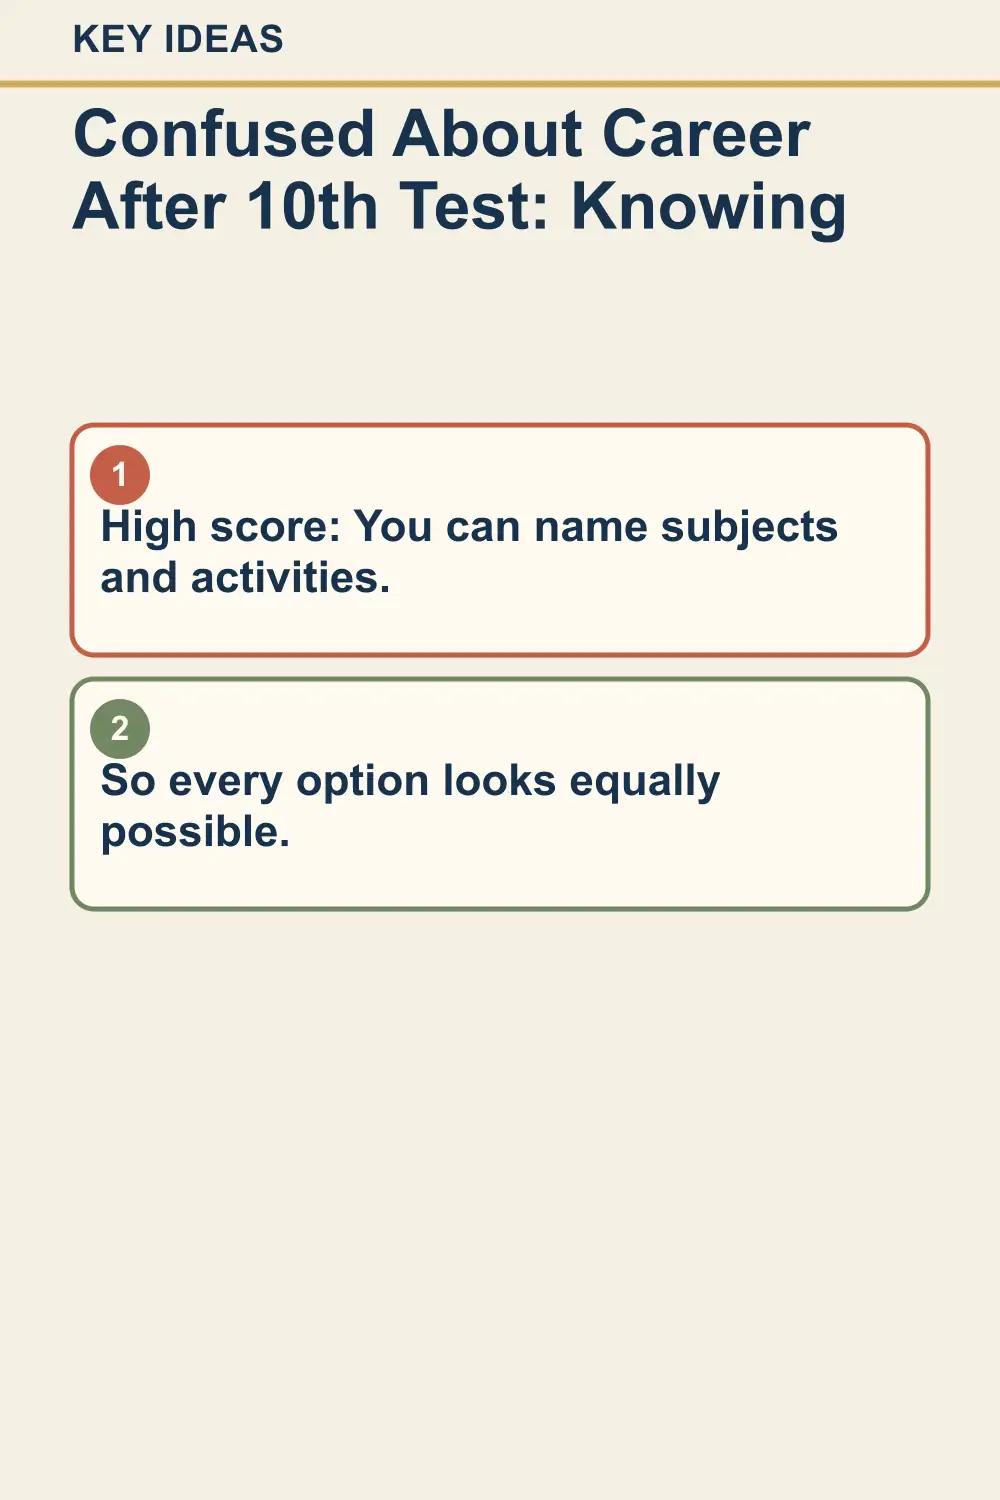 KEY IDEAS
Confused About Career
After 10th Test: Knowing
1
High score: You can name subjects
and activities.
2
So every option looks equally
possible.